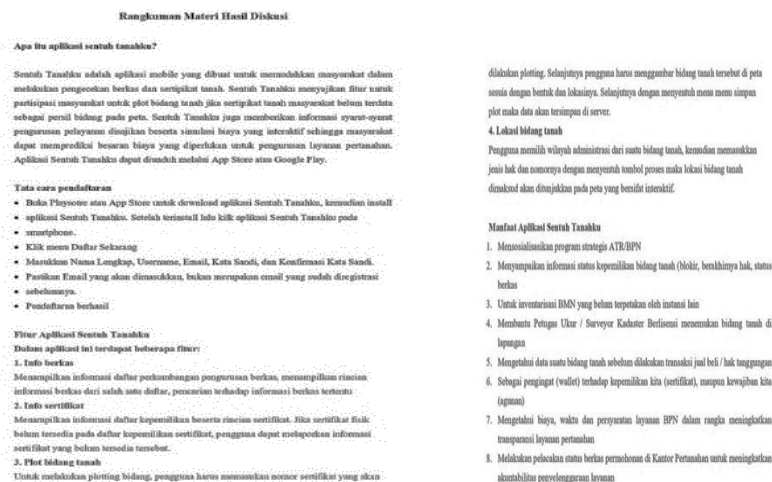 Rangkuman Materi Hasil Diskusi
Apa itu aplikasi sentuh tanahku?
Sentuh Tanahku adalah aplikasi mobile yang dibuat untuk memudahkan masyarakat dalam
melakukan pengecekan berkas dan sertipikat tanah. Sentuh Tanahku menyajikan fitur untuk
partisipasi masyarakat untuk plot bidang tanah jika sertipikat tanah masyarakat belum terdata
sebagai persil bidang pada peta. Sentuh Tanahku juga memberikan informasi syarat-syarat
pengurusan pelayanan disajikan beserta simulasi biaya yang interaktif sehingga masyarakat
dapat memprediksi besaran biaya yang diperlukan untuk pengurusan layanan pertanahan.
Aplikasi Sentuh Tanahku dapat diunduh melalui App Store atau Google Play.
Tata cara pendaftaran
• Buka Playsotre atau App Store untuk download aplikasi Sentuh Tanahku, kemudian install
• aplikasi Sentuh Tanahku. Setelah terinstall lalu kilk aplikasi Sentuh Tanahku pada
• smartphone.
• Klik menu Daftar Sekarang
• Masukkan Nama Lengkap, Username, Email, Kata Sandi, dan Konfirmasi Kata Sandi.
• Pastikan Email yang akan dimasukkan, bukan merupakan email yang sudah diregistrasi
• sebelumnya.
• Pendaftaran berhasil
Fitur Aplikasi Sentuh Tanahku
Dalam aplikasi ini terdapat beberapa fitur:
1. Info berkas
Menampilkan informasi daftar perkembangan pengurusan berkas, menampilkan rincian
informasi berkas dari salah satu daftar, pencarian terhadap informasi berkas tertentu
2. Info sertifikat
Menampilkan informasi daftar kepemilikan beserta rincian sertifikat. Jika sertifikat fisik
belum tersedia pada daftar kepemilikan sertifikat, pengguna dapat melaporkan informasi
sertifikat yang belum tersedia tersebut.
3. Plot bidang tanah
Untuk melakukan plotting bidang, pengguna harus memasukan nomor sertifikat yang akan
dilakukan plotting. Selanjutnya pengguna harus menggambar bidang tanah tersebut di peta
sesuia dengan bentuk dan lokasinya. Selanjutnya dengan menyentuh menu menu simpan
plot maka data akan tersimpan di server.
4. Lokasi bidang tanah
Pengguna memilih wilayah administrasi dari suatu bidang tanah, kemudian memasukkan
jenis hak dan nomornya dengan menyentuh tombol proses maka lokasi bidang tanah
dimaksud akan ditunjukkan pada peta yang bersifat interaktif.
Manfaat Aplikasi Sentuh Tanahku
1. Mensosialisasikan program strategis ATR/BPN
2. Menyampaikan informasi status kepemilikan bidang tanah (blokir, berakhirnya hak, status
berkas
3. Untuk inventarisasi BMN yang belum terpetakan oleh instansi lain
4. Membantu Petugas Ukur / Surveyor Kadaster Berlisensi menemukan bidang tanah di
lapangan
5. Mengetahui data suatu bidang tanah sebelum dilakukan transaksi jual beli / hak tanggungan
6. Sebagai pengingat (wallet) terhadap kepemilikan kita (sertifikat), maupun kewajiban kita
(agunan)
7. Mengetahui biaya, waktu dan persyaratan layanan BPN dalam rangka meningkatkan
transparansi layanan pertanahan
8. Melakukan pelacakan status berkas permohonan di Kantor Pertanahan untuk meningkatkan
akuntabilitas penyelenggaraan layanan